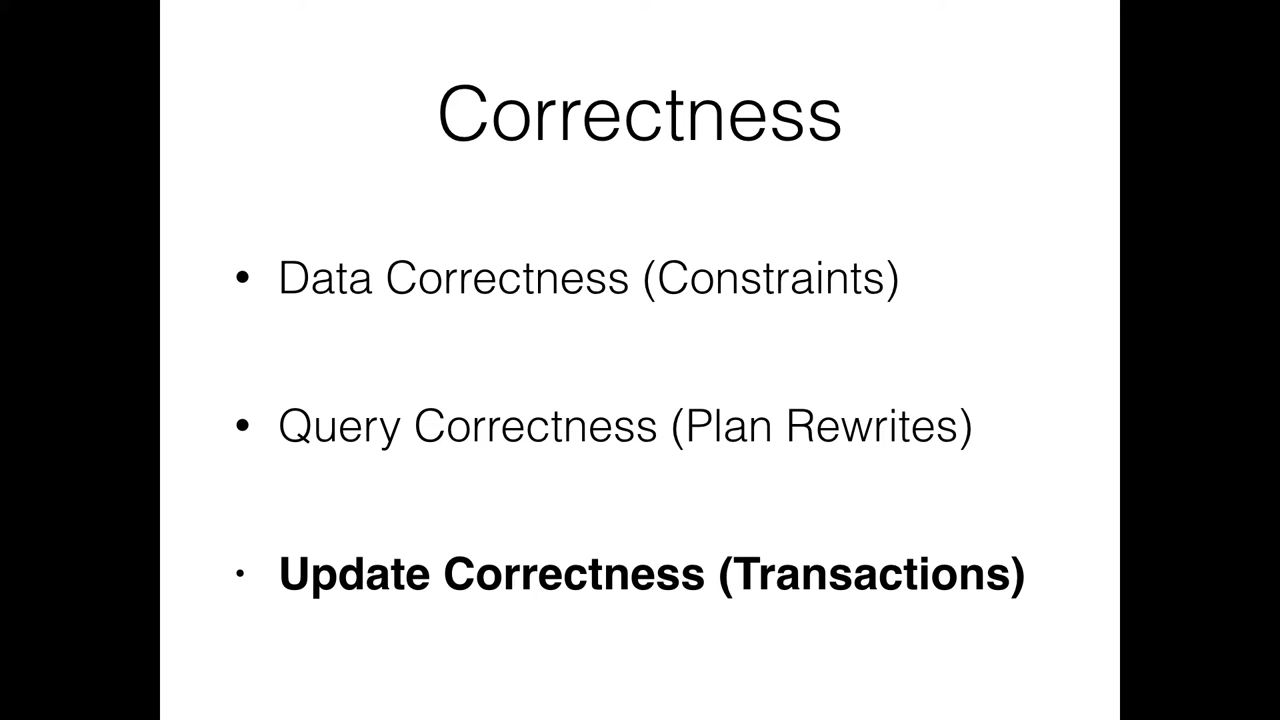 Correctness
• Data Correctness (Constraints)
• Query Correctness (Plan Rewrites)
• Update Correctness (Transactions)